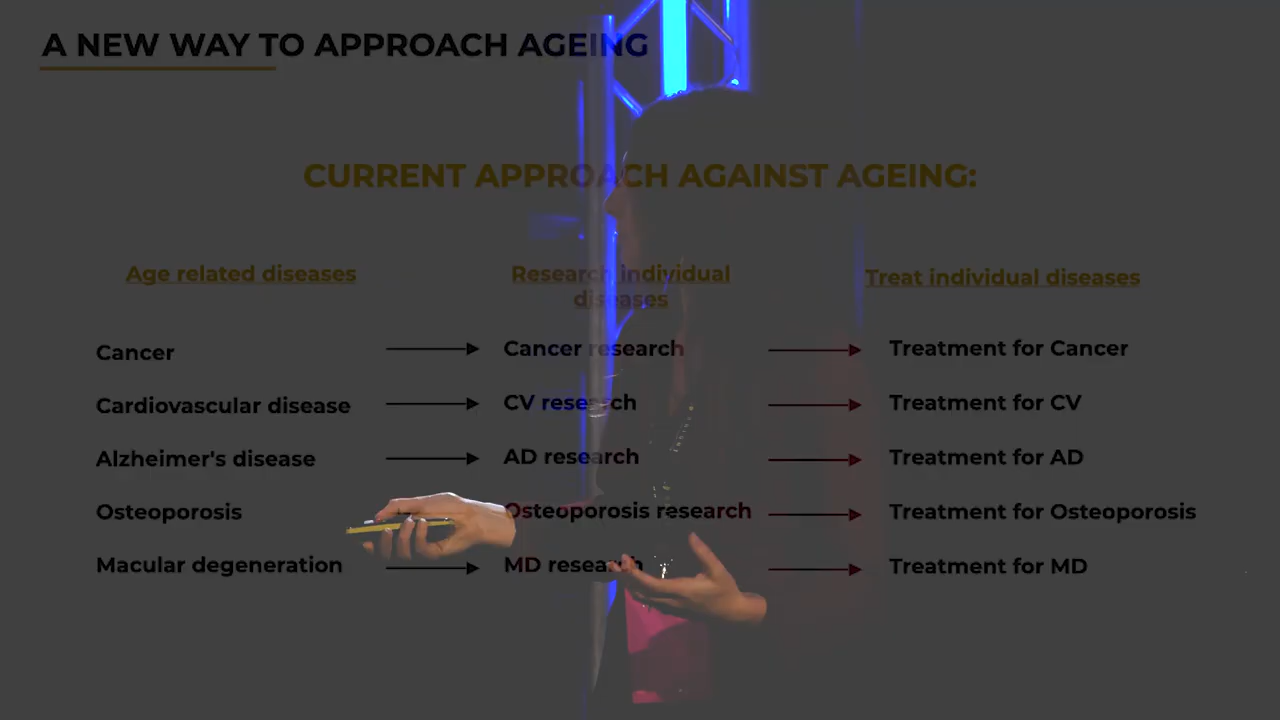 A NEW WAY TO APPROACH AGEING
CURRENT APPROACH AGAINST AGEING:
Age related diseases
Research individual
diseases
Treat individual diseases
Cancer
Cancer research
Treatment for Cancer
Cardiovascular disease
CV research
Treatment for CV
Alzheimer's disease
AD research
Treatment for AD
Osteoporosis
Osteoporosis research
Treatment for Osteoporosis
Macular degeneration
MD research
Treatment for MD